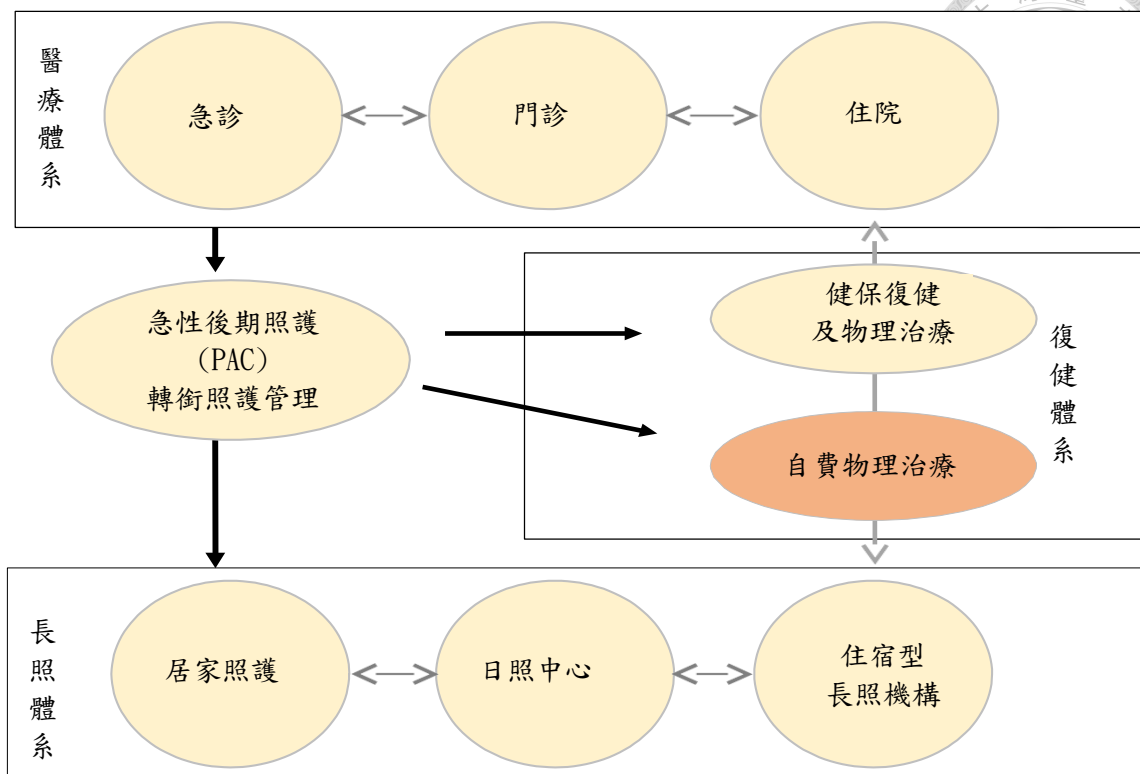 醫療體系
急診
門診
住院
急性後期照護
(PAC)
轉銜照護管理
健保復健
及物理治療
自費物理治療
復健體系
長照體系
居家照護
日照中心
住宿型
長照機構